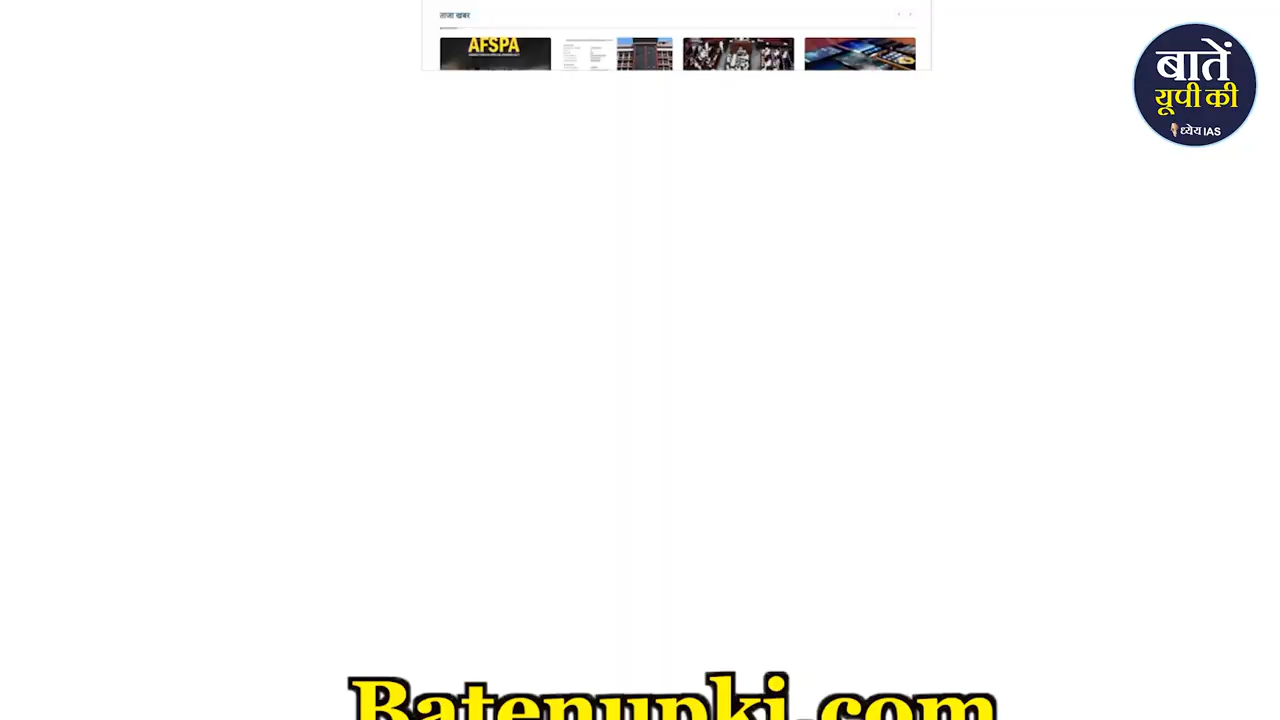 ताजा खबर
AFSPA
बातें
यूपी की
ध्येय IAS
Batenupki.com